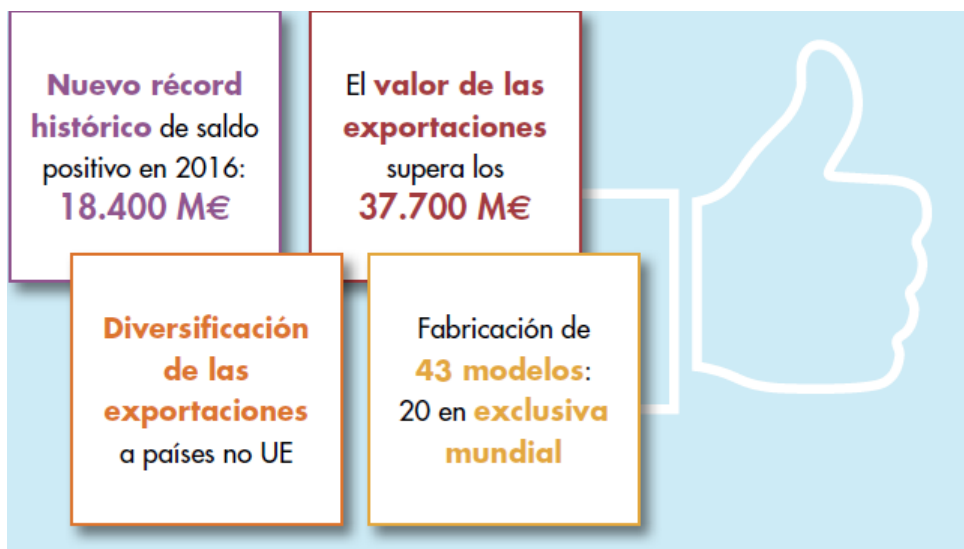 Nuevo récord
histórico de saldo
positivo en 2016:
18.400 M€
El valor de las
exportaciones
supera los
37.700 M€
Diversificación
de las
exportaciones
a países no UE
Fabricación de
43 modelos:
20 en exclusiva
mundial